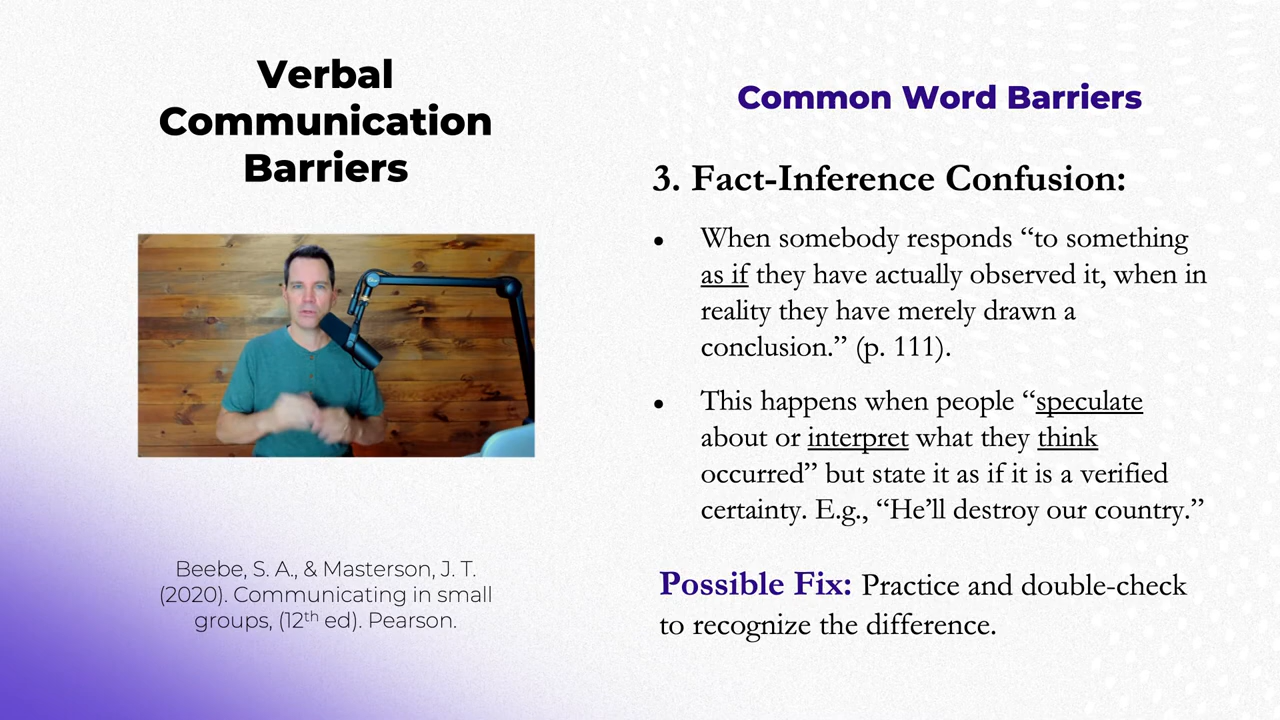 Verbal
Communication
Barriers
Beebe, S. A., & Masterson, J. T.
(2020). Communicating in small
groups, (12th ed). Pearson.
Common Word Barriers
3. Fact-Inference Confusion:
• When somebody responds “to something
as if they have actually observed it, when in
reality they have merely drawn a
conclusion.” (p. 111).
• This happens when people “speculate
about or interpret what they think
occurred” but state it as if it is a verified
certainty. E.g., “He’ll destroy our country.”
Possible Fix: Practice and double-check
to recognize the difference.